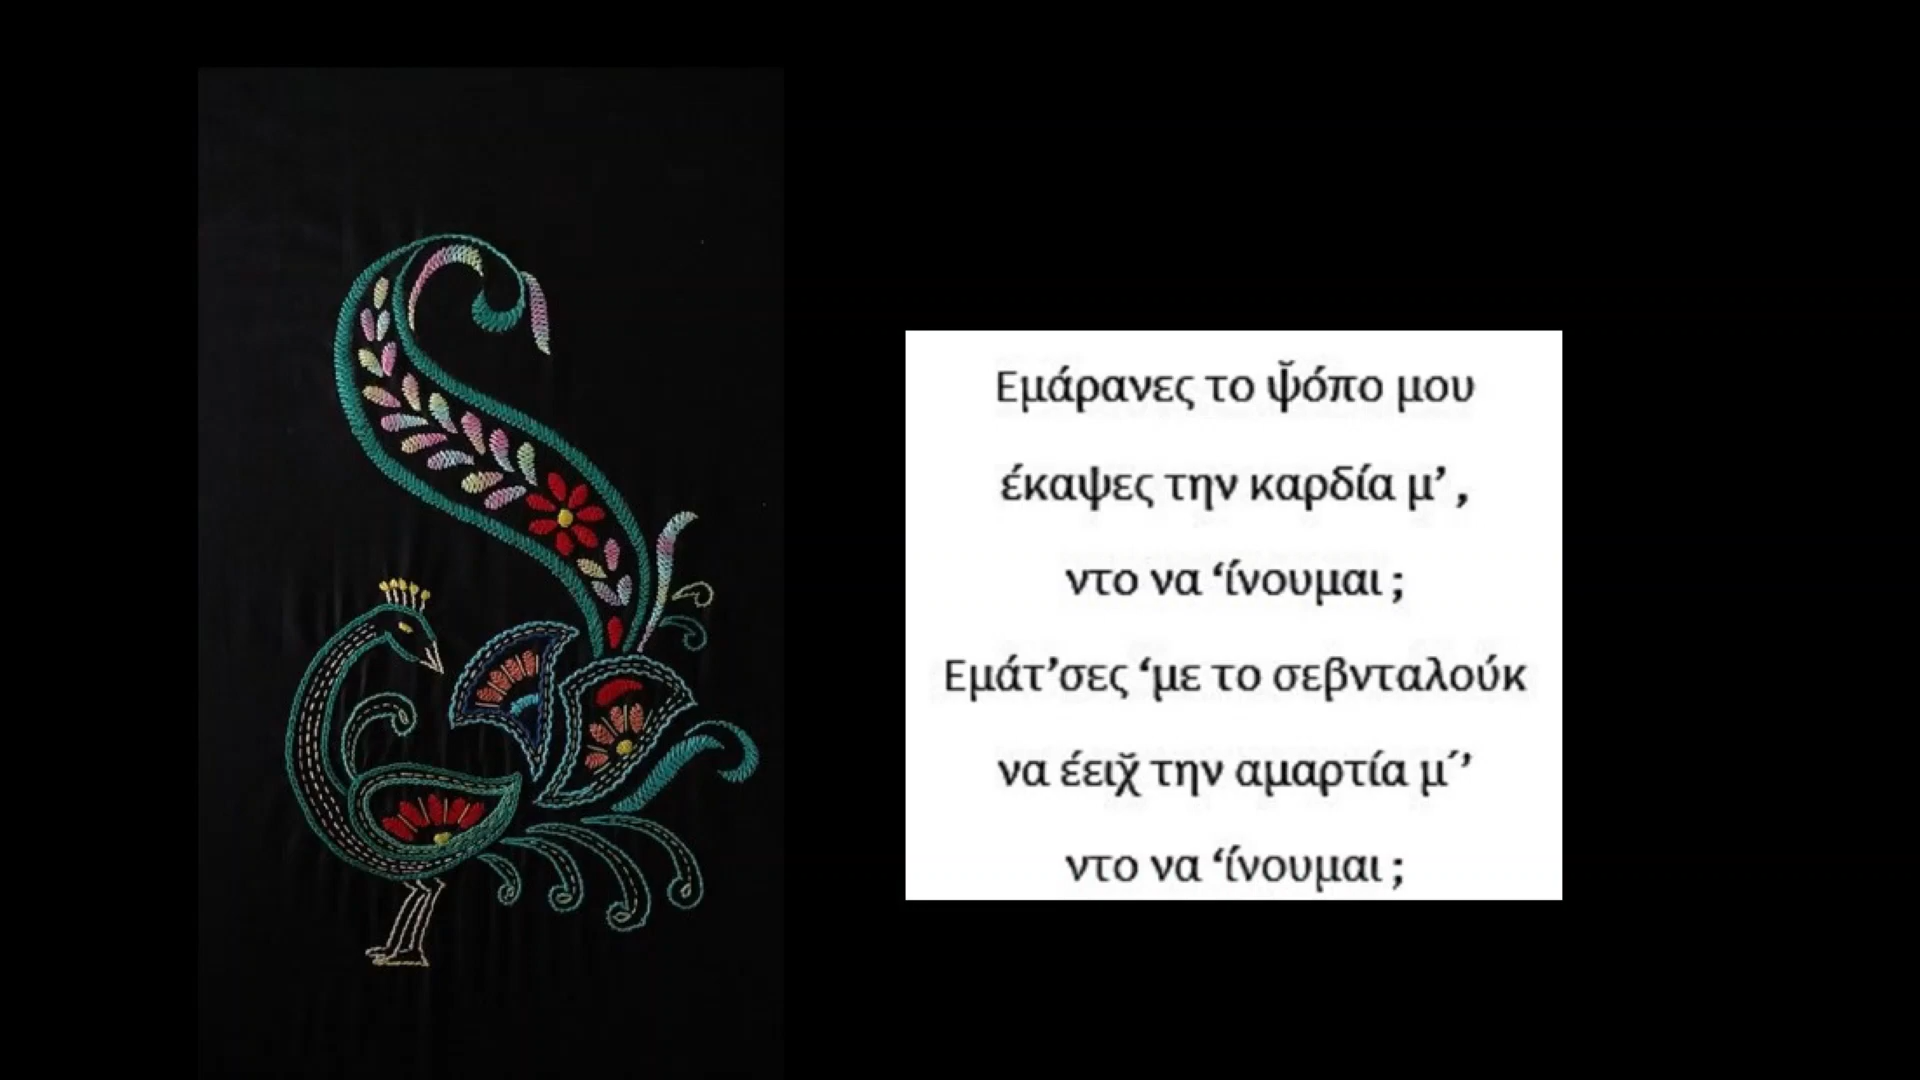 Εμάρανες το ψ̌όπο μου
έκαψες την καρδία μ’ ,
ντο να ‘ίνουμαι ;
Εμάτ’σες ‘με το σεβνταλούκ
να έειχ̌ την αμαρτία μ΄’
ντο να ‘ίνουμαι ;